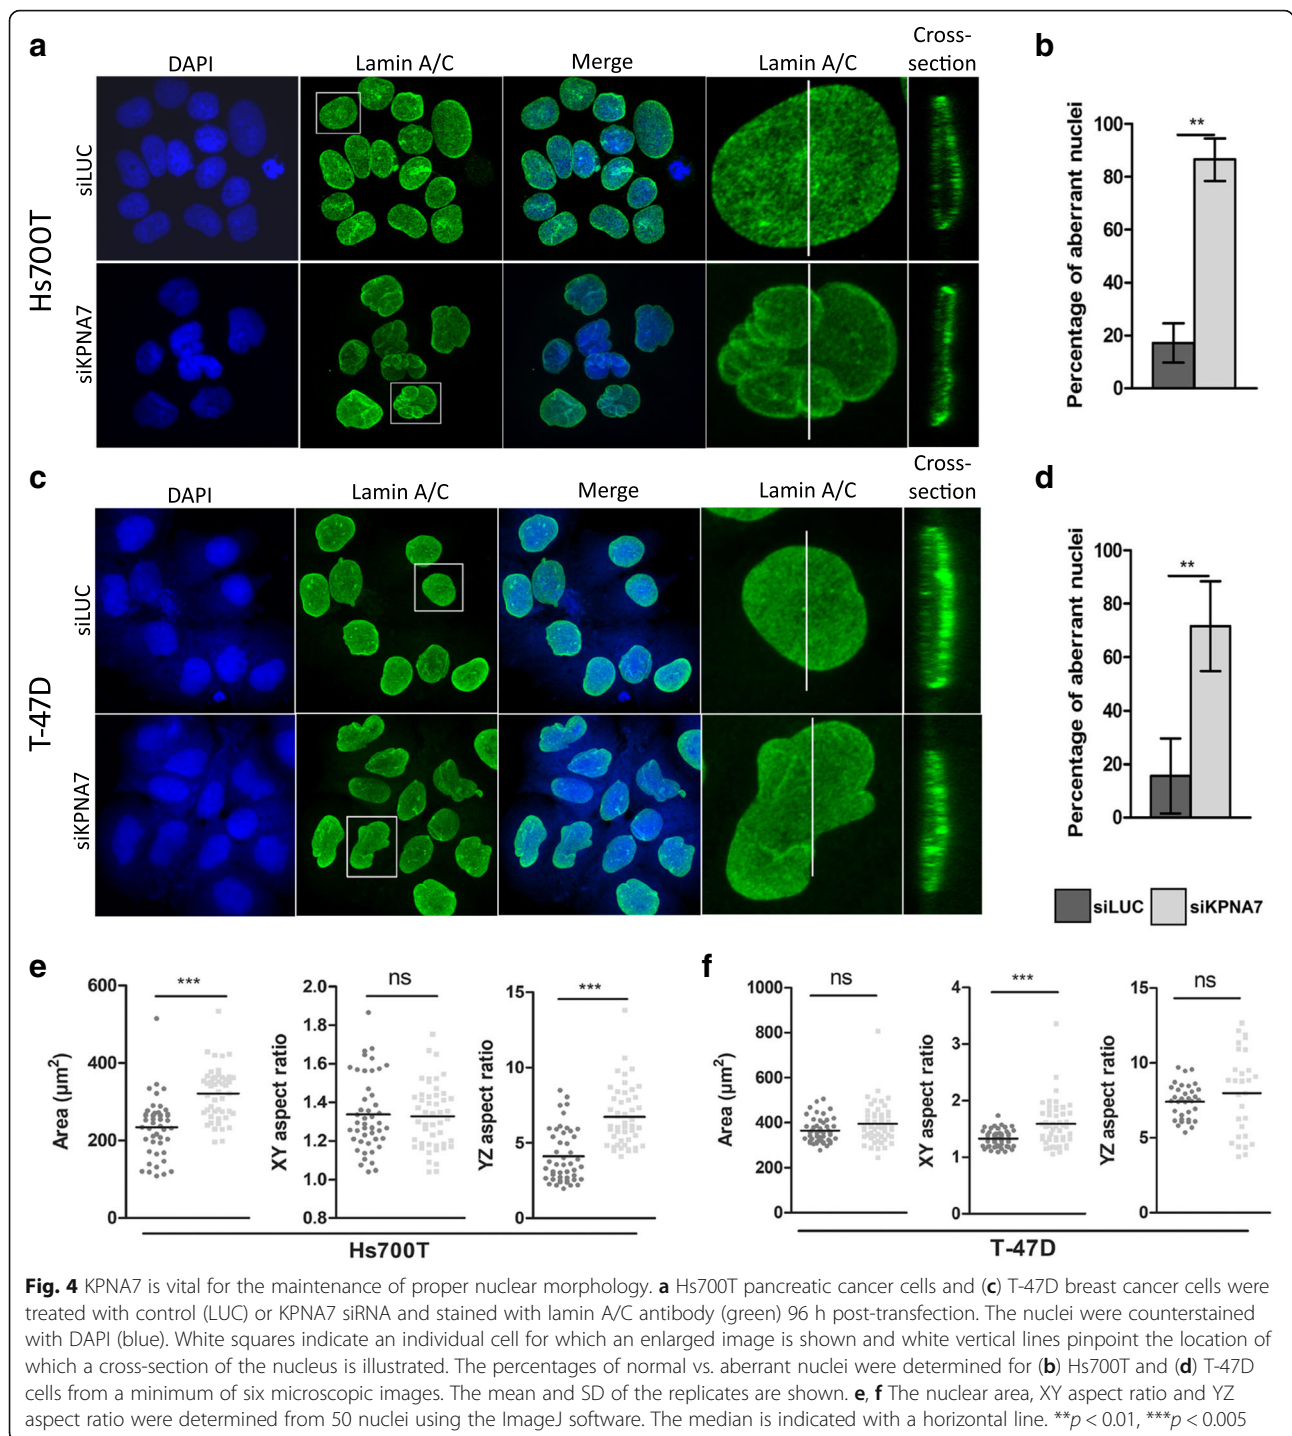 a
DAPI
Lamin A/C
Merge
Lamin A/C
Cross-
section
Hs700T
siLUC
siKPNA7
b
Percentage of aberrant nuclei
100
80
60
40
20
0
**
c
DAPI
Lamin A/C
Merge
Lamin A/C
Cross-
section
T-47D
siLUC
siKPNA7
d
Percentage of aberrant nuclei
100
80
60
40
20
0
**
siLUC
siKPNA7
e
Area (µm²)
600
400
200
0
***
XY aspect ratio
2.0
1.8
1.6
1.4
1.2
1.0
0.8
ns
YZ aspect ratio
15
10
5
0
***
Hs700T
f
Area (µm²)
1000
800
600
400
200
0
ns
XY aspect ratio
4
3
2
1
0
***
YZ aspect ratio
15
10
5
0
ns
T-47D
Fig. 4 KPNA7 is vital for the maintenance of proper nuclear morphology. a Hs700T pancreatic cancer cells and (c) T-47D breast cancer cells were
treated with control (LUC) or KPNA7 siRNA and stained with lamin A/C antibody (green) 96 h post-transfection. The nuclei were counterstained
with DAPI (blue). White squares indicate an individual cell for which an enlarged image is shown and white vertical lines pinpoint the location of
which a cross-section of the nucleus is illustrated. The percentages of normal vs. aberrant nuclei were determined for (b) Hs700T and (d) T-47D
cells from a minimum of six microscopic images. The mean and SD of the replicates are shown. e, f The nuclear area, XY aspect ratio and YZ
aspect ratio were determined from 50 nuclei using the ImageJ software. The median is indicated with a horizontal line. **p < 0.01, ***p < 0.005